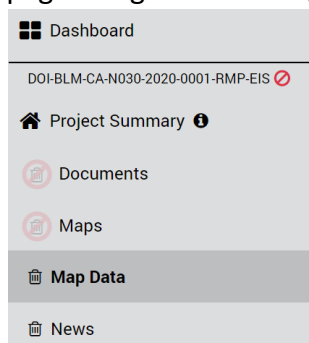 Dashboard
DOI-BLM-CA-N030-2020-0001-RMP-EIS
Project Summary
Documents
Maps
Map Data
News